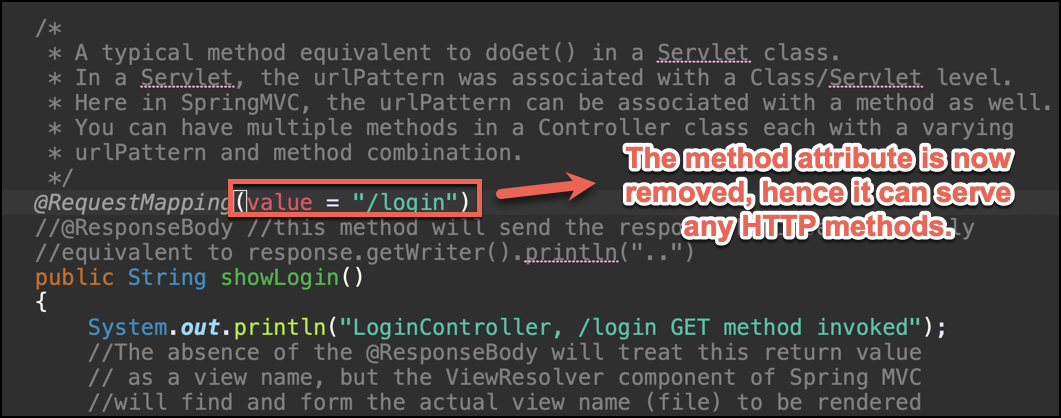 /*
* A typical method equivalent to doGet() in a Servlet class.
* In a Servlet, the urlPattern was associated with a Class/Servlet level.
* Here in SpringMVC, the urlPattern can be associated with a method as well.
* You can have multiple methods in a Controller class each with a varying
* urlPattern and method combination.
*/
The method attribute is now
removed, hence it can serve
any HTTP methods.
@RequestMapping(value = "/login")
//@ResponseBody //this method will send the
//equivalent to response.getWriter().println("..")
public String showLogin()
{
System.out.println("LoginController, /login GET method invoked");
//The absence of the @ResponseBody will treat this return value
// as a view name, but the ViewResolver component of Spring MVC
//will find and form the actual view name (file) to be rendered